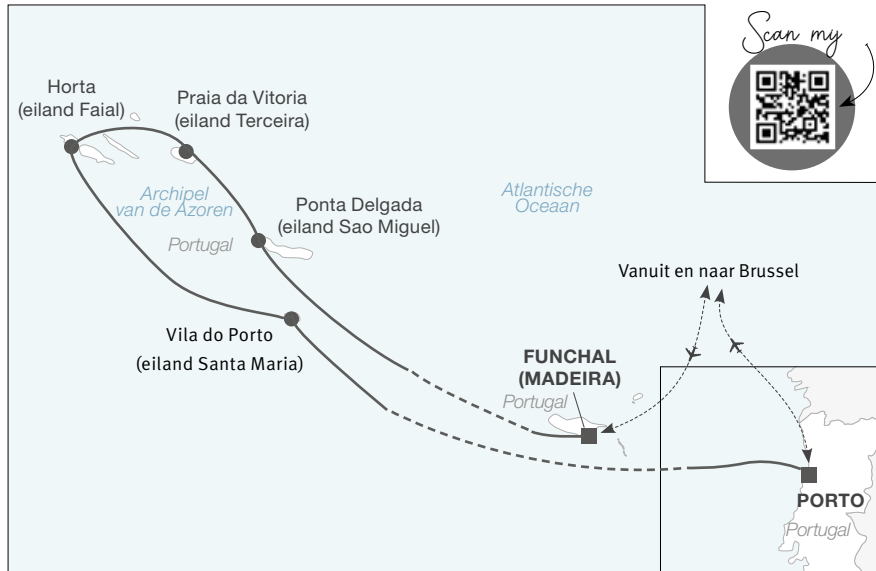 Scan my
Horta
(eiland Faial)
Praia da Vitoria
(eiland Terceira)
Archipel
van de Azoren
Portugal
Ponta Delgada
(eiland Sao Miguel)
Atlantische
Oceaan
Vanuit en naar Brussel
Vila do Porto
(eiland Santa Maria)
FUNCHAL
(MADEIRA)
Portugal
PORTO
Portugal